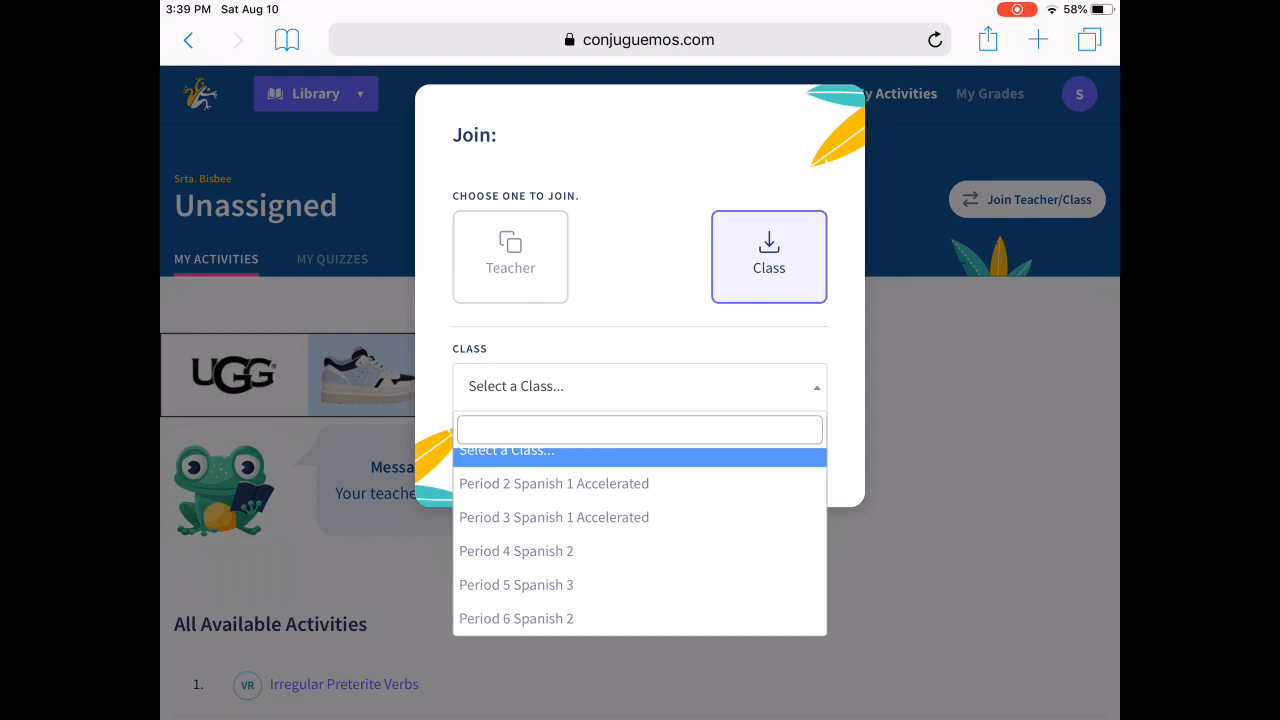 3:39 PM Sat Aug 10
58%
conjuguemos.com
Library
y Activities
My Grades
S
Join:
Srta. Bisbee
Unassigned
CHOOSE ONE TO JOIN.
Join Teacher/Class
Teacher
Class
MY ACTIVITIES
MY QUIZZES
CLASS
UGG
Select a Class...
Select a Class...
Messa
Your teache
Period 2 Spanish 1 Accelerated
Period 3 Spanish 1 Accelerated
Period 4 Spanish 2
Period 5 Spanish 3
Period 6 Spanish 2
All Available Activities
1. VR Irregular Preterite Verbs